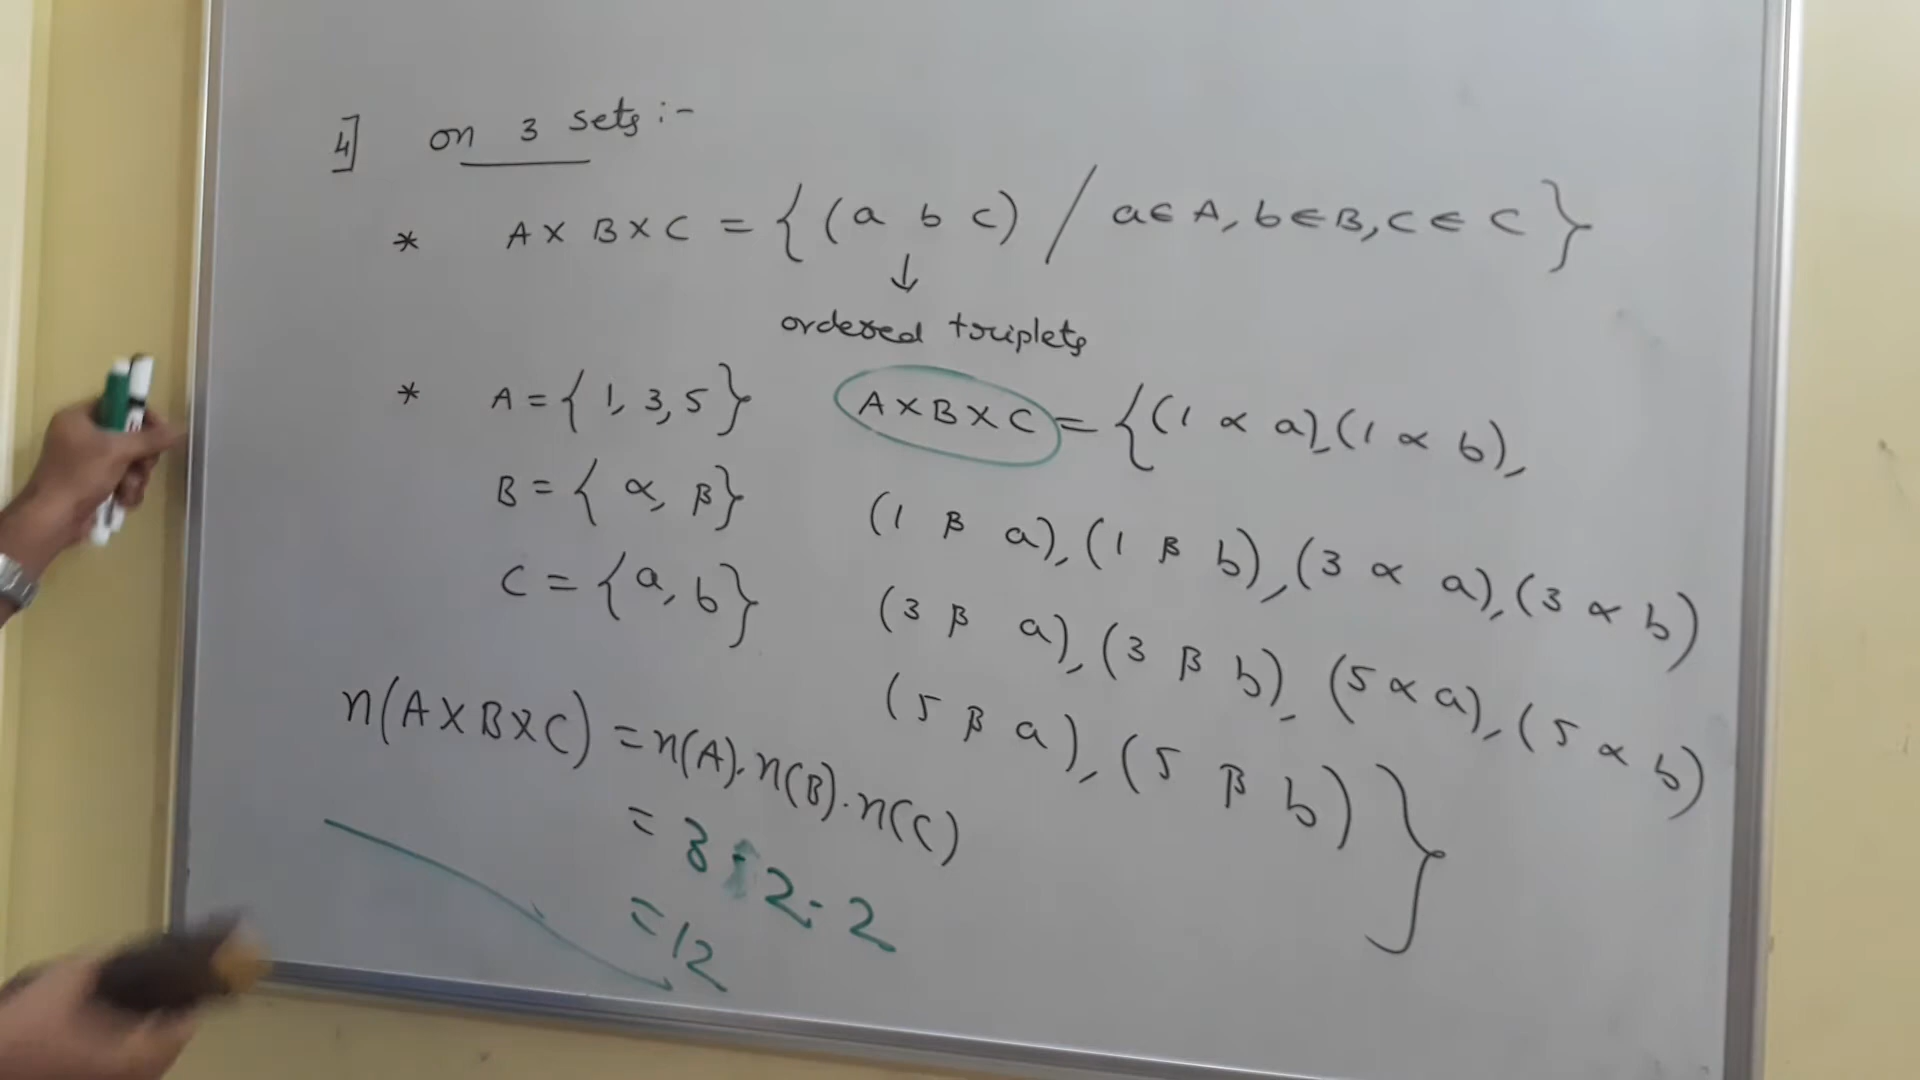 4] on 3 sets :-
* A × B × C = { (a b c) / a ∈ A, b ∈ B, c ∈ C }
↓
ordered triplets
* A = { 1, 3, 5 }
B = { α, β }
C = { a, b }
A × B × C = { (1 α a), (1 α b),
(1 β a), (1 β b), (3 α a), (3 α b)
(3 β a), (3 β b), (5 α a), (5 α b)
(5 β a), (5 β b) }
n(A × B × C) = n(A) . n(B) . n(C)
= 3 . 2 . 2
= 12